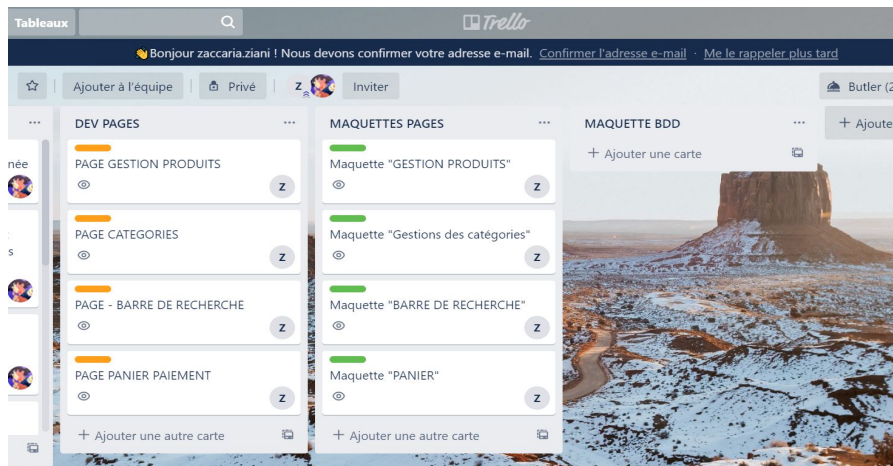 Tableaux
Trello
Bonjour zaccaria.ziani ! Nous devons confirmer votre adresse e-mail. Confirmer l'adresse e-mail · Me le rappeler plus tard
Ajouter à l'équipe
Privé
Z
Inviter
Butler (2
née
s
DEV PAGES
PAGE GESTION PRODUITS
Z
PAGE CATEGORIES
Z
PAGE - BARRE DE RECHERCHE
Z
PAGE PANIER PAIEMENT
Z
+ Ajouter une autre carte
MAQUETTES PAGES
Maquette "GESTION PRODUITS"
Z
Maquette "Gestions des catégories"
Z
Maquette "BARRE DE RECHERCHE"
Z
Maquette "PANIER"
Z
+ Ajouter une autre carte
MAQUETTE BDD
+ Ajouter une carte
+ Ajoute